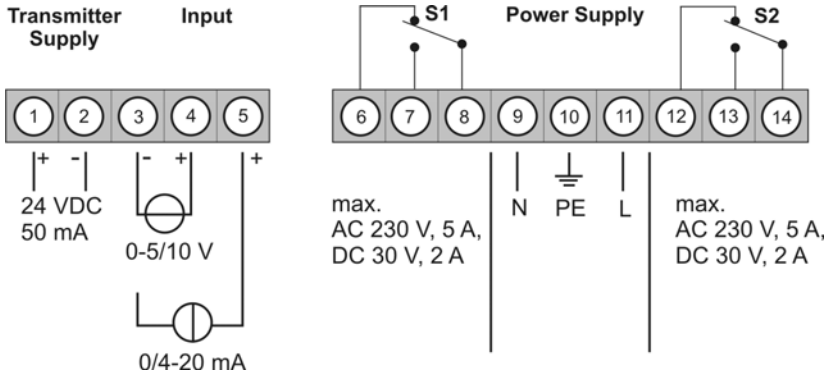 Transmitter
Supply
Input
S1
Power Supply
S2
1 2 3 4 5
6 7 8 9 10 11 12 13 14
+ - - + +
24 VDC
50 mA
0-5/10 V
0/4-20 mA
max.
AC 230 V, 5 A,
DC 30 V, 2 A
N PE L
max.
AC 230 V, 5 A,
DC 30 V, 2 A